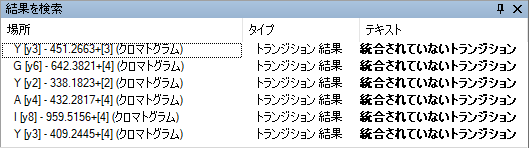 結果を検索
場所 タイプ テキスト
Y [y3] - 451.2663+[3] (クロマトグラム) トランジション 結果 統合されていないトランジション
G [y6] - 642.3821+[4] (クロマトグラム) トランジション 結果 統合されていないトランジション
Y [y2] - 338.1823+[2] (クロマトグラム) トランジション 結果 統合されていないトランジション
A [y4] - 432.2817+[4] (クロマトグラム) トランジション 結果 統合されていないトランジション
I [y8] - 959.5156+[4] (クロマトグラム) トランジション 結果 統合されていないトランジション
Y [y3] - 409.2445+[4] (クロマトグラム) トランジション 結果 統合されていないトランジション